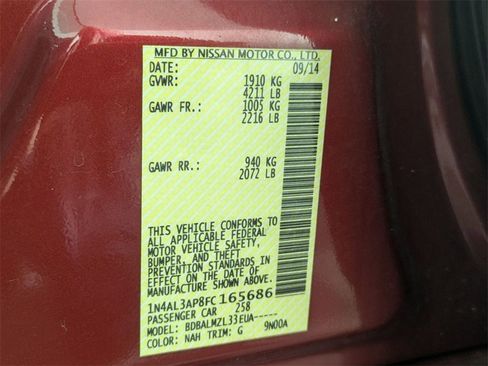 MFD BY NISSAN MOTOR CO., LTD.
DATE: 09/14
GVWR: 1910 KG
4211 LB
GAWR FR.: 1005 KG
2216 LB
GAWR RR.: 940 KG
2072 LB
THIS VEHICLE CONFORMS TO
ALL APPLICABLE FEDERAL
MOTOR VEHICLE SAFETY,
BUMPER, AND THEFT
PREVENTION STANDARDS IN
EFFECT ON THE DATE OF
MANUFACTURE SHOWN ABOVE.
1N4AL3AP8FC165686
PASSENGER CAR 258
MODEL: BDBALMZL33EUA-----
COLOR: NAH TRIM: G 9N00A